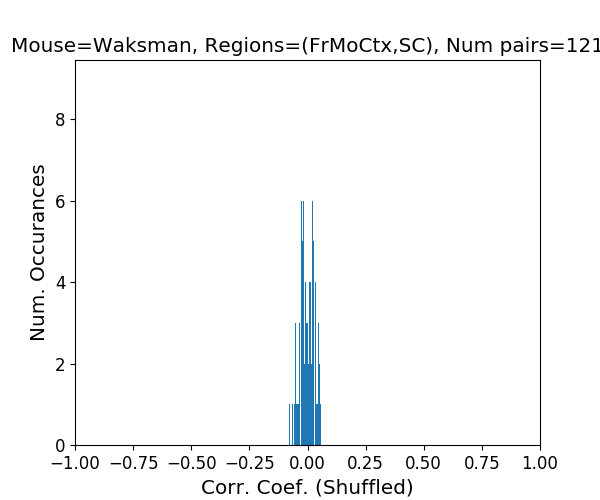 Mouse=Waksman, Regions=(FrMoCtx,SC), Num pairs=121
8
6
4
2
0
Num. Occurances
−1.00 −0.75 −0.50 −0.25 0.00 0.25 0.50 0.75 1.00
Corr. Coef. (Shuffled)